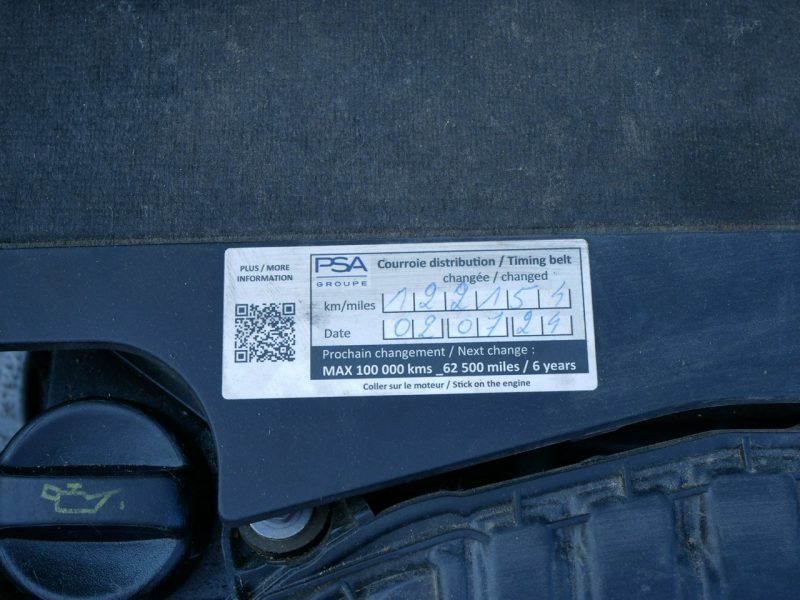 PLUS / MORE
INFORMATION
PSA
GROUPE
Courroie distribution / Timing belt
changée / changed
km/miles 122154
Date 020724
Prochain changement / Next change :
MAX 100 000 kms _62 500 miles / 6 years
Coller sur le moteur / Stick on the engine